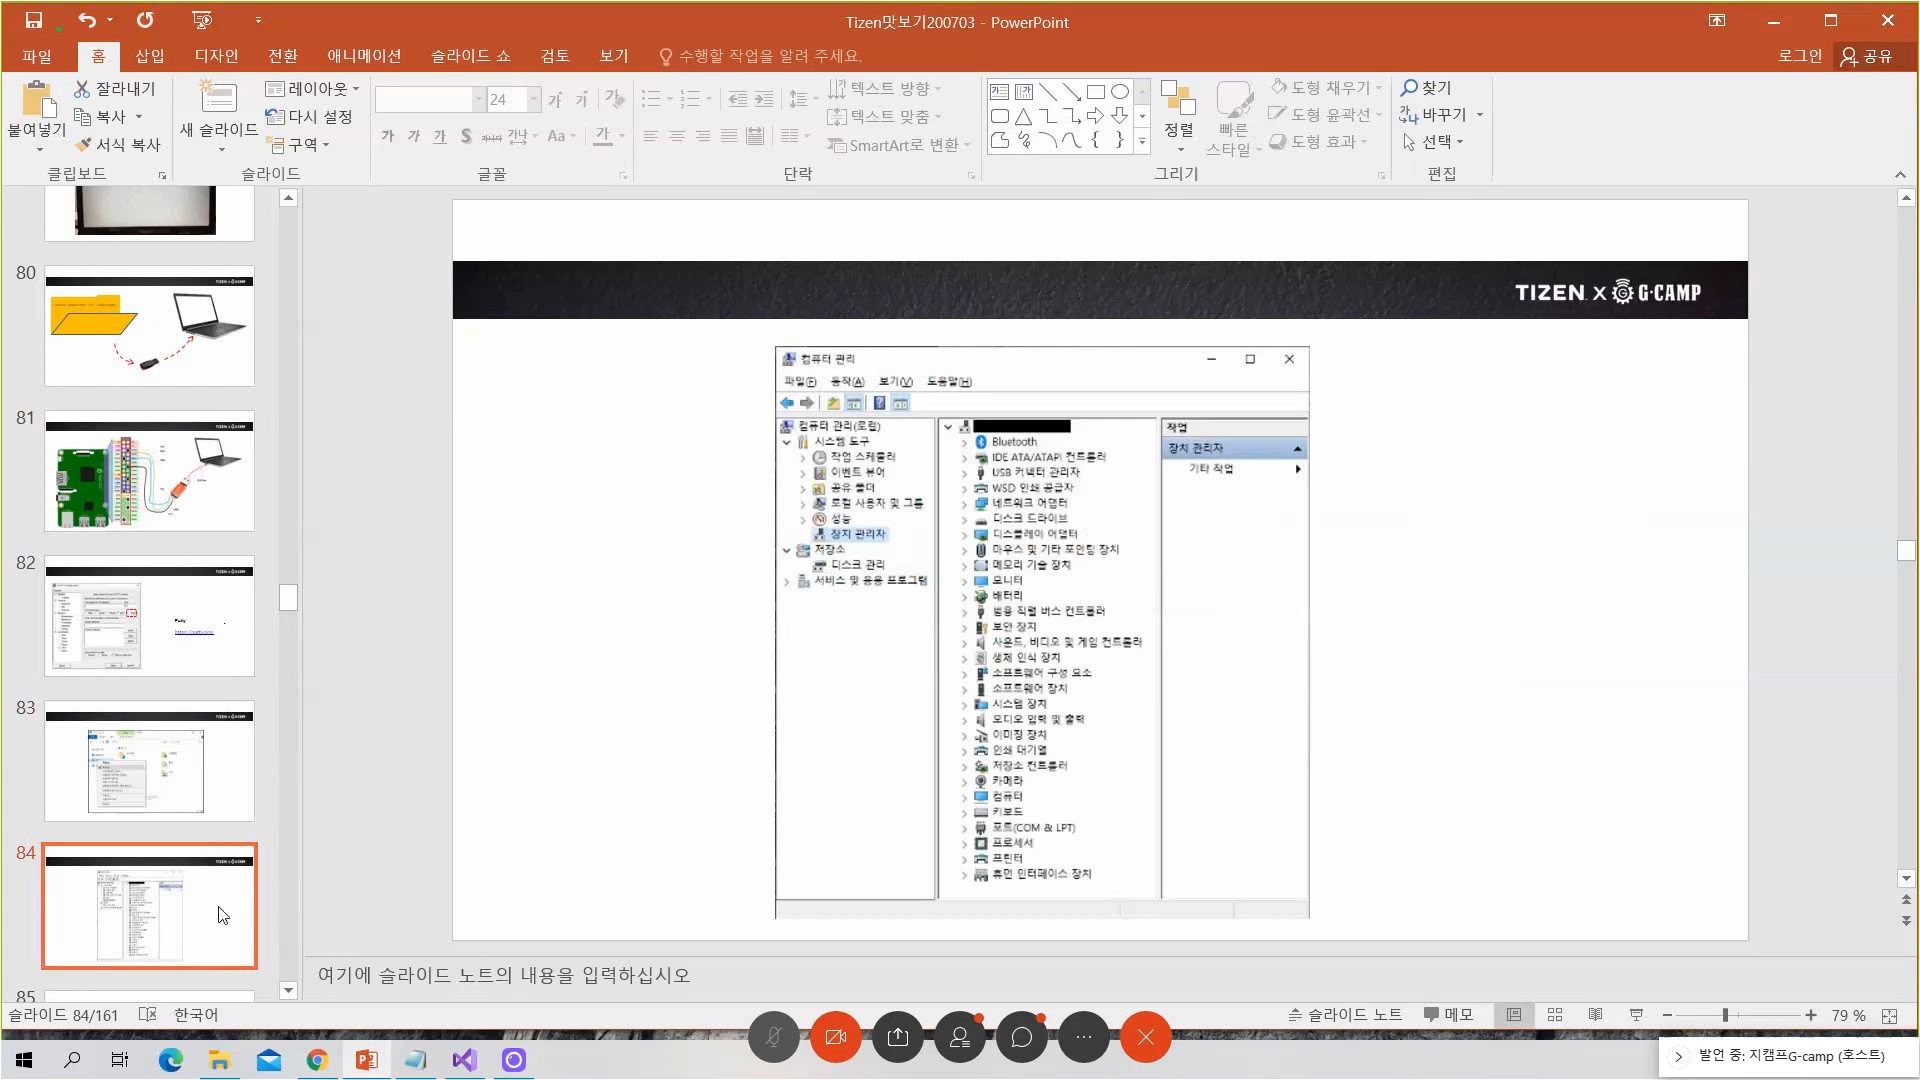 Tizen맛보기200703 - PowerPoint
파일 홈 삽입 디자인 전환 애니메이션 슬라이드 쇼 검토 보기 수행할 작업을 알려 주세요. 로그인 공유
붙여넣기
잘라내기
복사
서식 복사
클립보드
새 슬라이드
레이아웃
다시 설정
구역
슬라이드
24
가 가 가 S 간 Aa 가
글꼴
텍스트 방향
텍스트 맞춤
SmartArt로 변환
단락
정렬
빠른
스타일
도형 채우기
도형 윤곽선
도형 효과
그리기
찾기
바꾸기
선택
편집
80
81
82
Putty
83
84
85
TIZEN X G·CAMP
컴퓨터 관리
파일(F) 동작(A) 보기(V) 도움말(H)
컴퓨터 관리(로컬)
시스템 도구
작업 스케줄러
이벤트 뷰어
공유 폴더
로컬 사용자 및 그룹
성능
장치 관리자
저장소
디스크 관리
서비스 및 응용 프로그램
Bluetooth
IDE ATA/ATAPI 컨트롤러
USB 커넥터 관리자
WSD 인쇄 공급자
네트워크 어댑터
디스크 드라이브
디스플레이 어댑터
마우스 및 기타 포인팅 장치
메모리 기술 장치
모니터
배터리
범용 직렬 버스 컨트롤러
보안 장치
사운드, 비디오 및 게임 컨트롤러
생체 인식 장치
소프트웨어 구성 요소
소프트웨어 장치
시스템 장치
오디오 입력 및 출력
이미징 장치
인쇄 대기열
저장소 컨트롤러
카메라
컴퓨터
키보드
포트(COM & LPT)
프로세서
프린터
휴먼 인터페이스 장치
작업
장치 관리자
기타 작업
여기에 슬라이드 노트의 내용을 입력하십시오
슬라이드 84/161 한국어 슬라이드 노트 메모 79 %
발언 중: 지캠프G-camp (호스트)